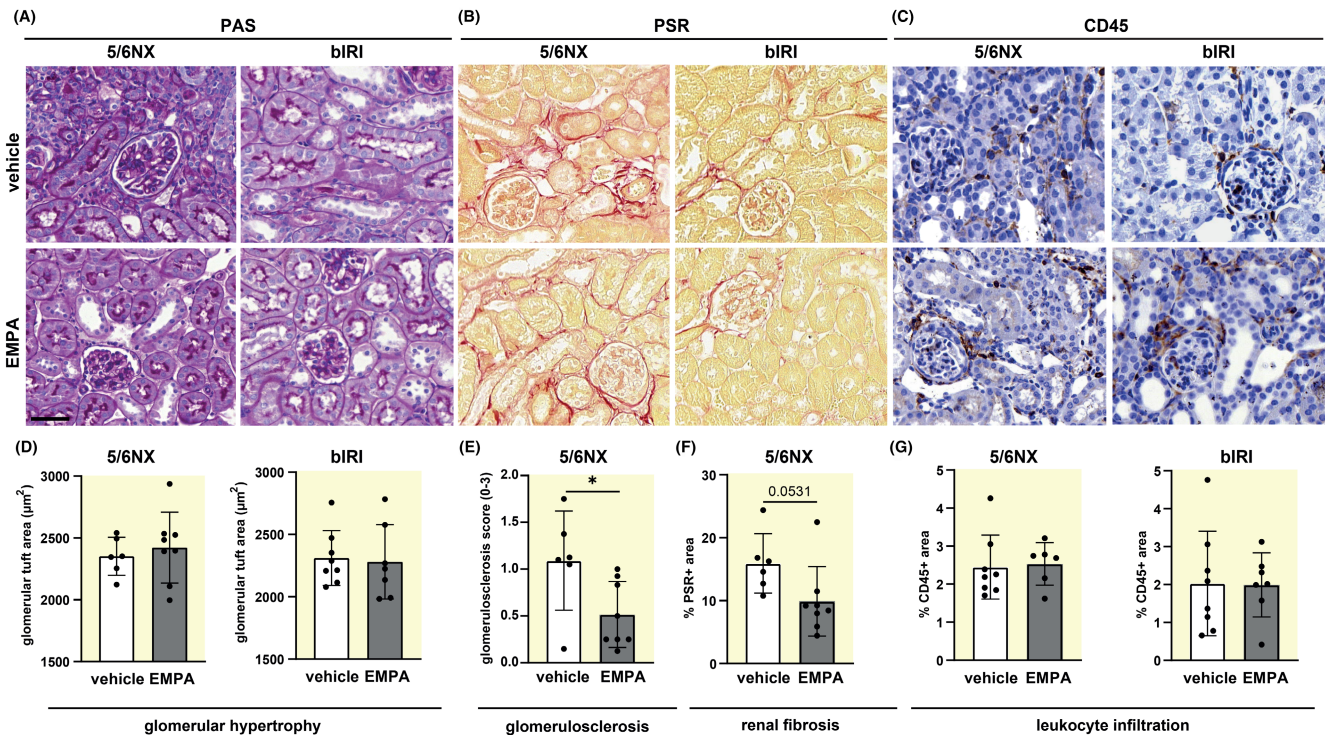 (A) PAS (B) PSR (C) CD45
5/6NX bIRI 5/6NX bIRI 5/6NX bIRI
vehicle
EMPA
(D) 5/6NX bIRI (E) 5/6NX (F) 5/6NX (G) 5/6NX bIRI
glomerular tuft area (µm²)
3000
2500
2000
1500
vehicle EMPA
glomerular tuft area (µm²)
3000
2500
2000
1500
vehicle EMPA
glomerular hypertrophy
glomerulosclerosis score (0-3)
2.0
1.5
1.0
0.5
0.0
*
vehicle EMPA
glomerulosclerosis
% PSR+ area
30
20
10
0
0.0531
vehicle EMPA
renal fibrosis
% CD45+ area
5
4
3
2
1
0
vehicle EMPA
% CD45+ area
5
4
3
2
1
0
vehicle EMPA
leukocyte infiltration